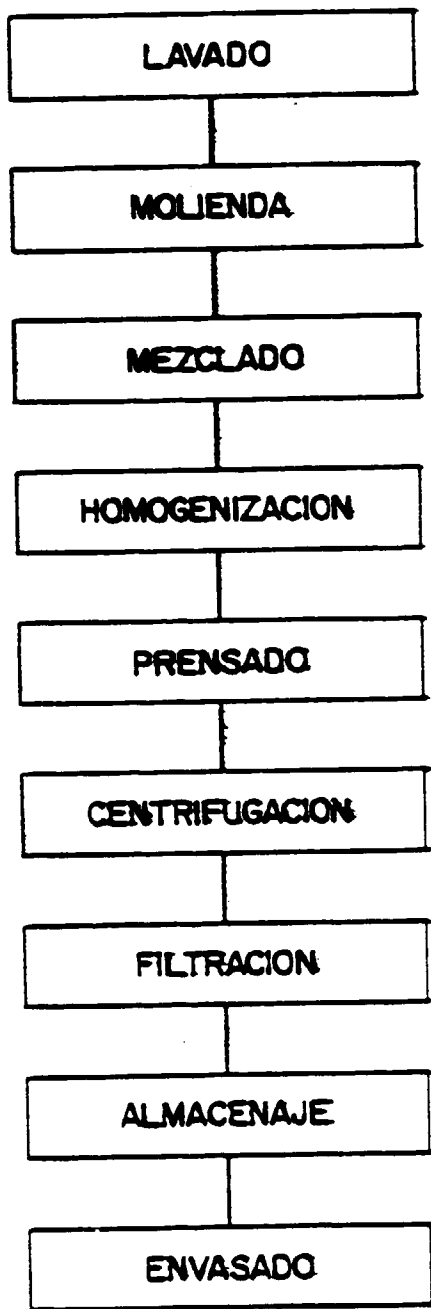 LAVADO
MOLIENDA
MEZCLADO
HOMOGENIZACION
PRENSADO
CENTRIFUGACION
FILTRACION
ALMACENAJE
ENVASADO